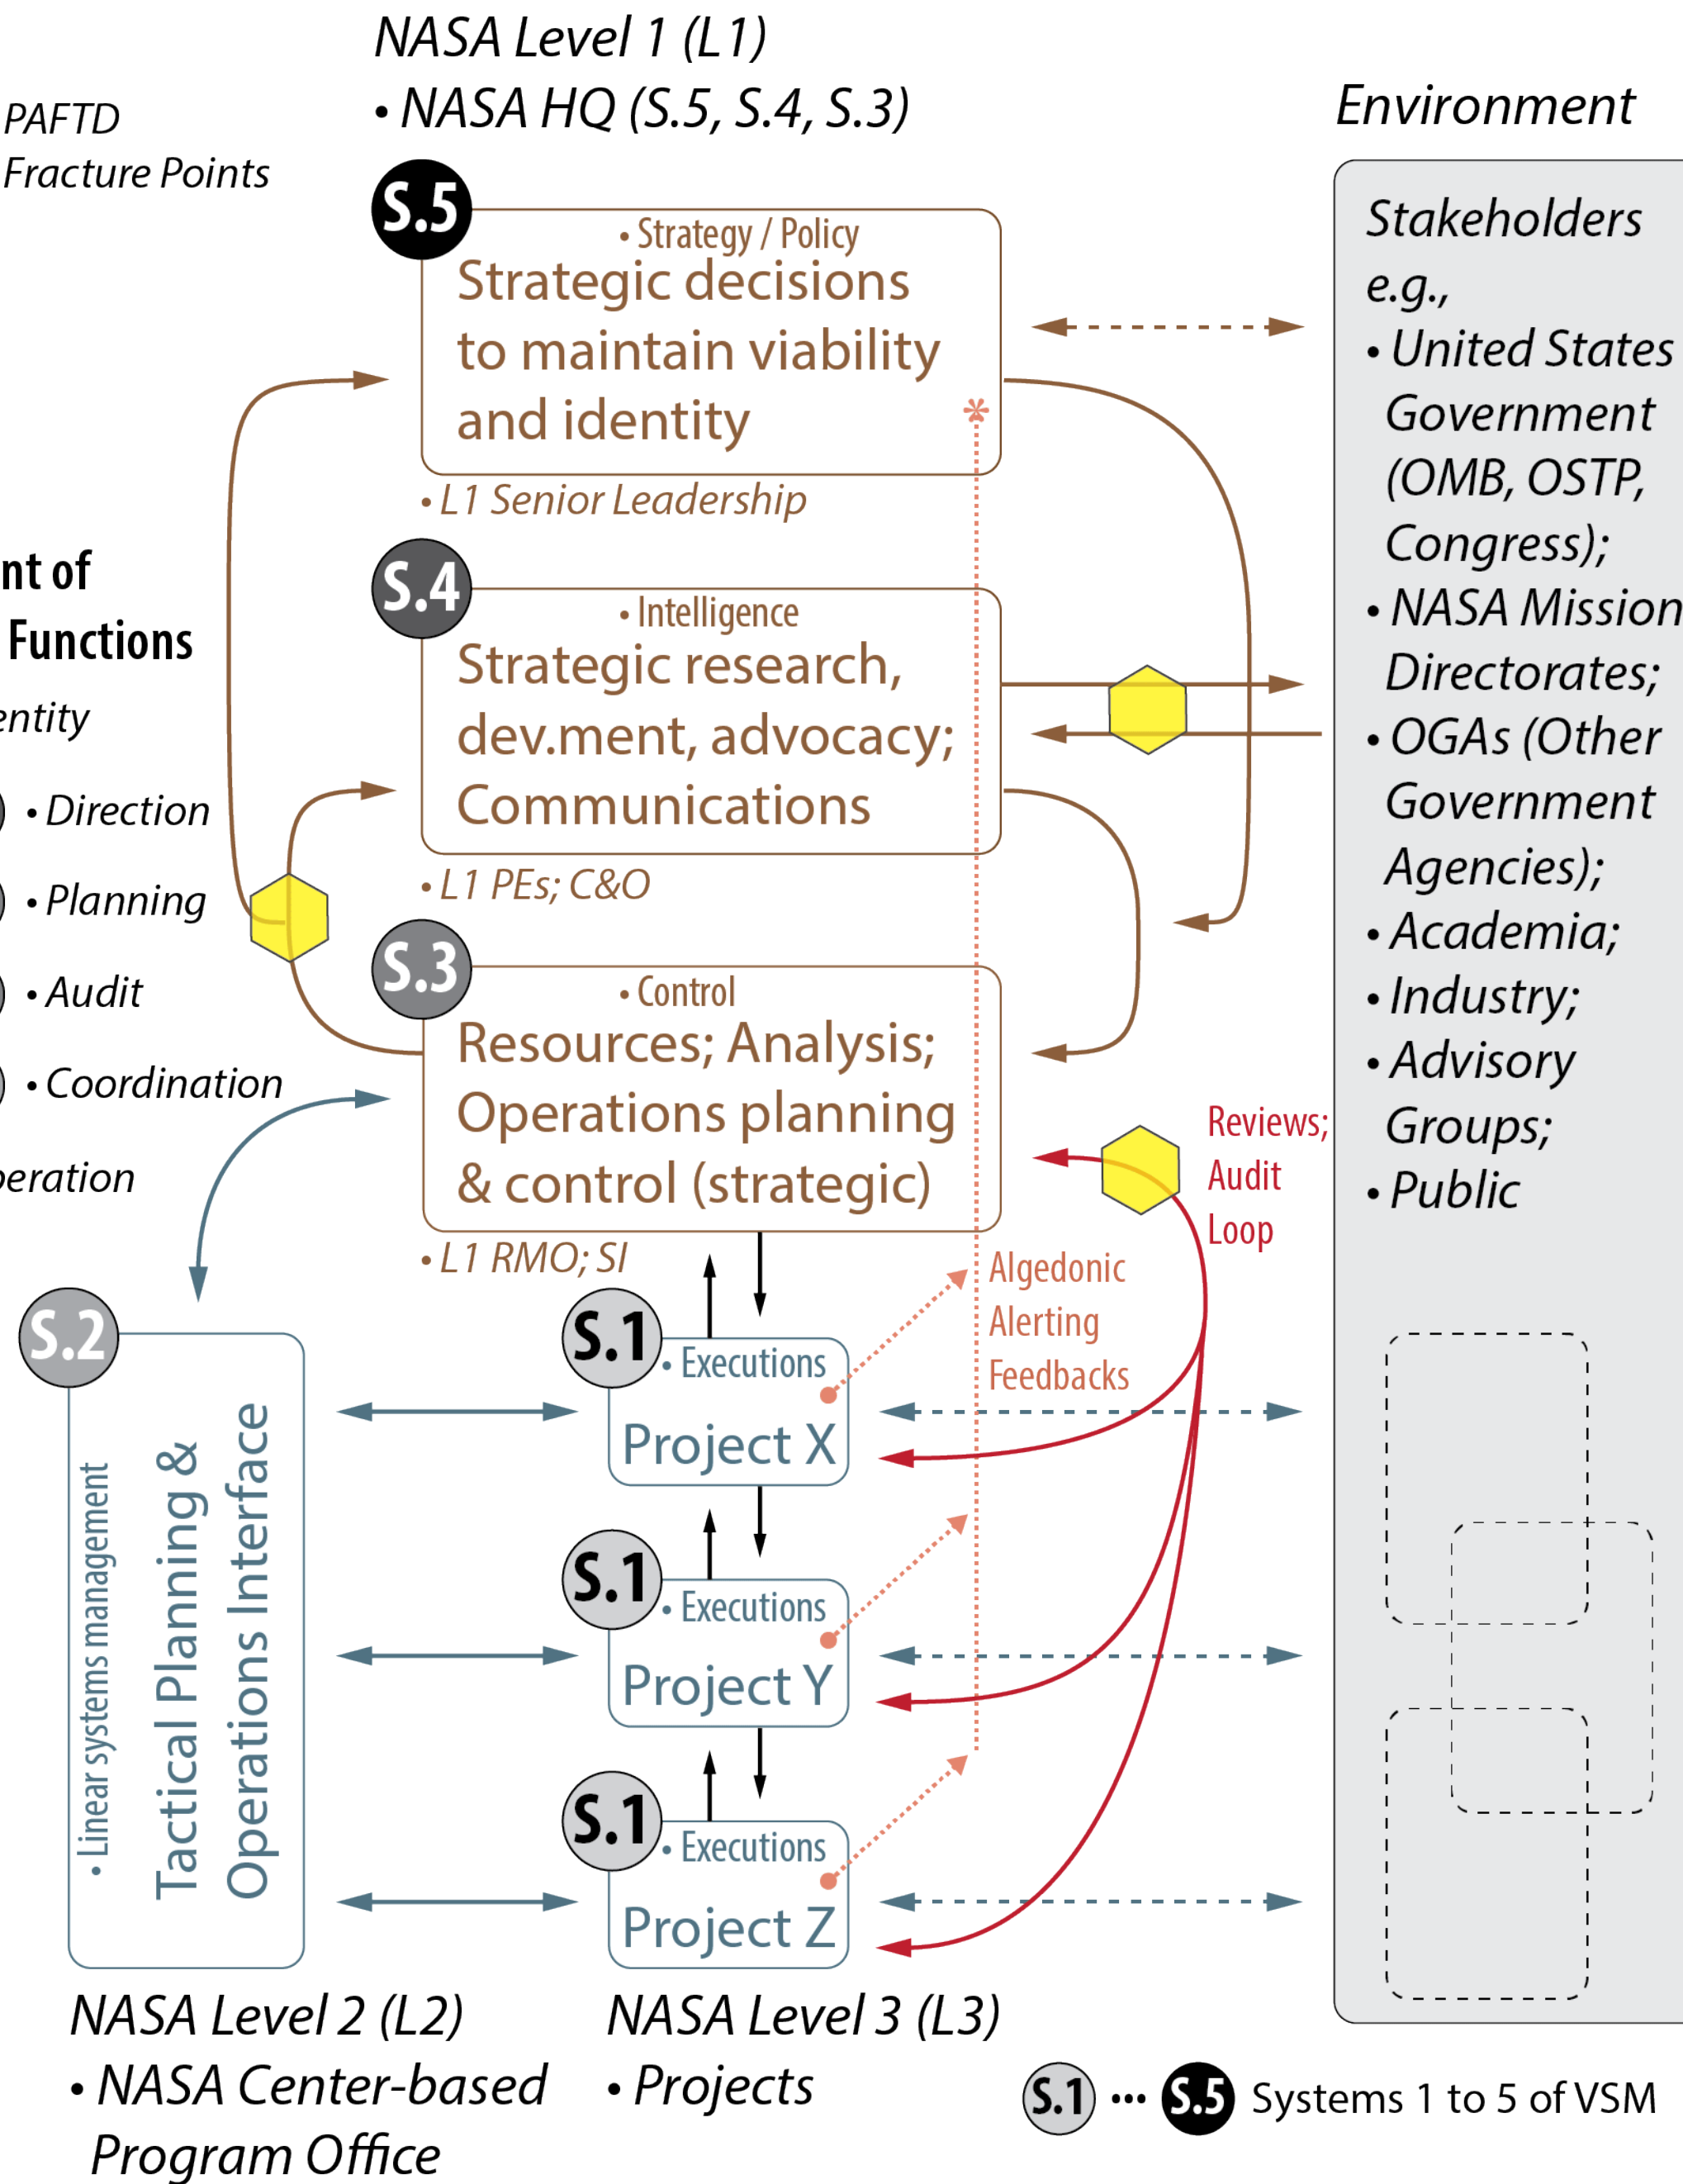 NASA Level 1 (L1)
• NASA HQ (S.5, S.4, S.3)
PAFTD
Fracture Points
nt of
Functions
entity
• Direction
• Planning
• Audit
• Coordination
peration
S.5
• Strategy / Policy
Strategic decisions
to maintain viability
and identity
*
• L1 Senior Leadership
S.4
• Intelligence
Strategic research,
dev.ment, advocacy;
Communications
• L1 PEs; C&O
S.3
• Control
Resources; Analysis;
Operations planning
& control (strategic)
• L1 RMO; SI
Reviews;
Audit
Loop
Algedonic
Alerting
Feedbacks
S.2
• Linear systems management
Tactical Planning &
Operations Interface
S.1
• Executions
Project X
S.1
• Executions
Project Y
S.1
• Executions
Project Z
Environment
Stakeholders
e.g.,
• United States
Government
(OMB, OSTP,
Congress);
• NASA Mission
Directorates;
• OGAs (Other
Government
Agencies);
• Academia;
• Industry;
• Advisory
Groups;
• Public
NASA Level 2 (L2)
• NASA Center-based
Program Office
NASA Level 3 (L3)
• Projects
S.1 ••• S.5 Systems 1 to 5 of VSM